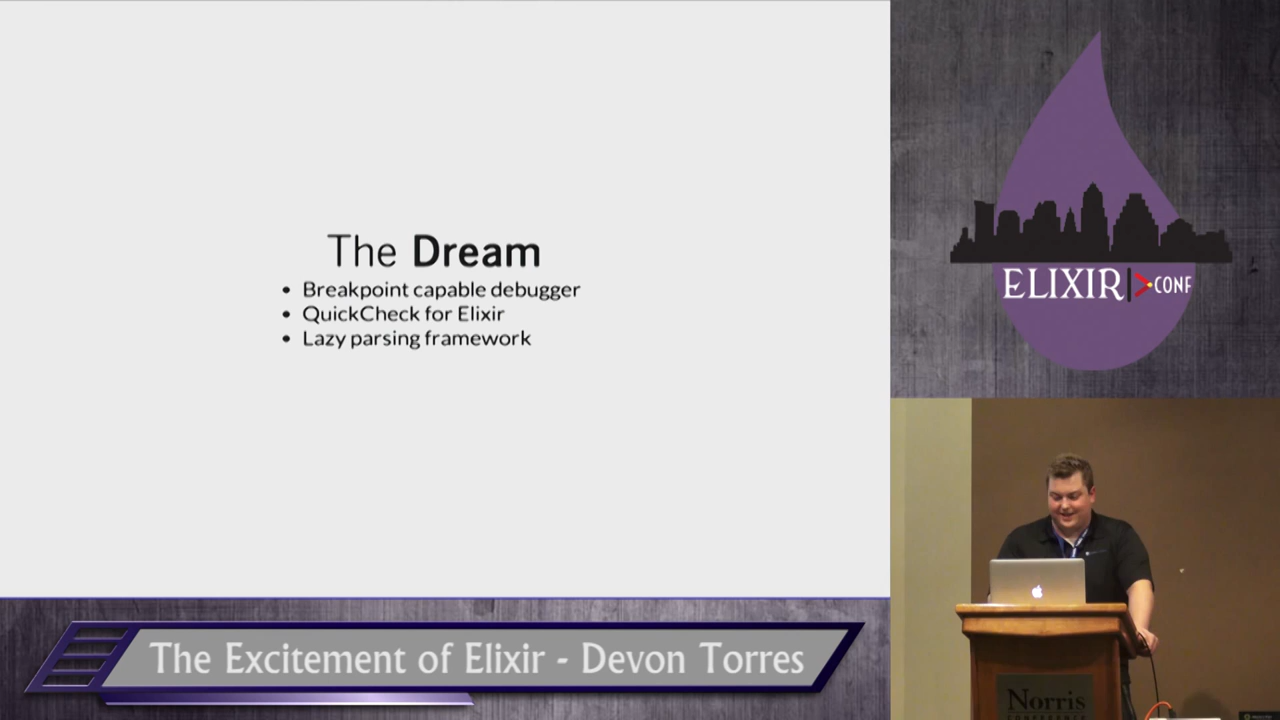 The Dream
• Breakpoint capable debugger
• QuickCheck for Elixir
• Lazy parsing framework
ELIXIR|>CONF
The Excitement of Elixir - Devon Torres
Norris
CONFERENCE